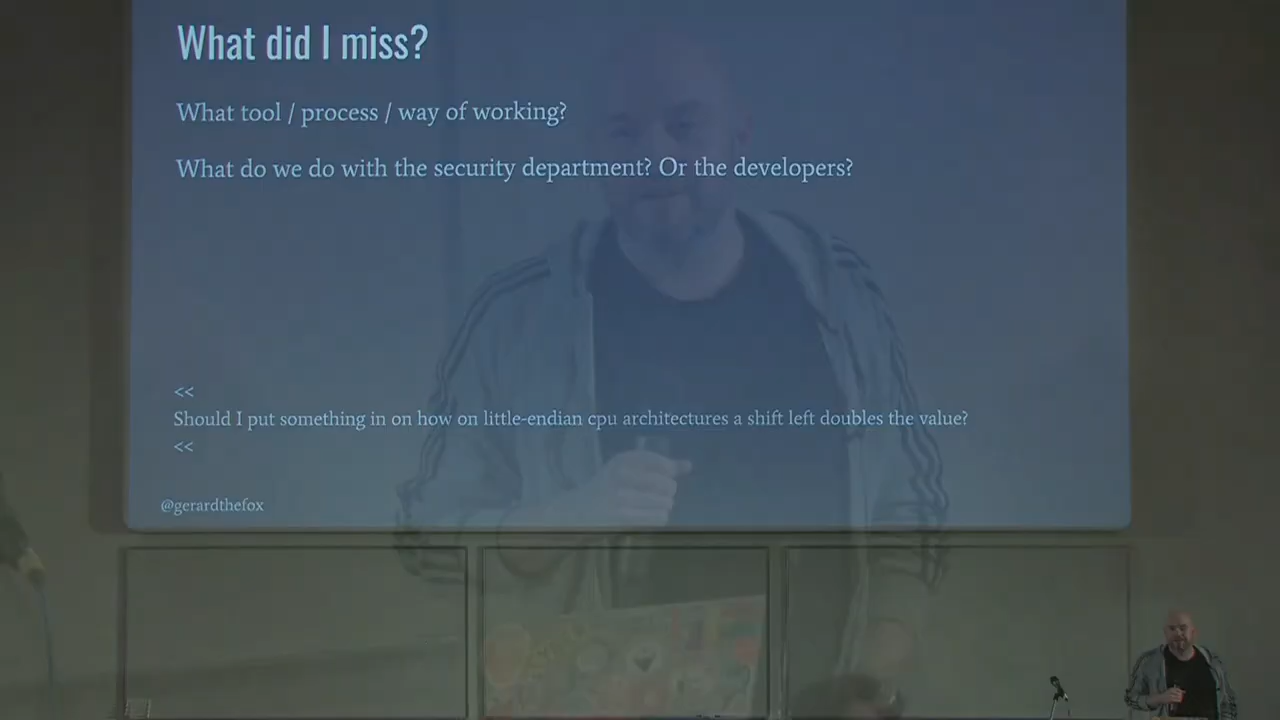 What did I miss?
What tool / process / way of working?
What do we do with the security department? Or the developers?
<<
Should I put something in on how on little-endian cpu architectures a shift left doubles the value?
<<
@gerardthefox